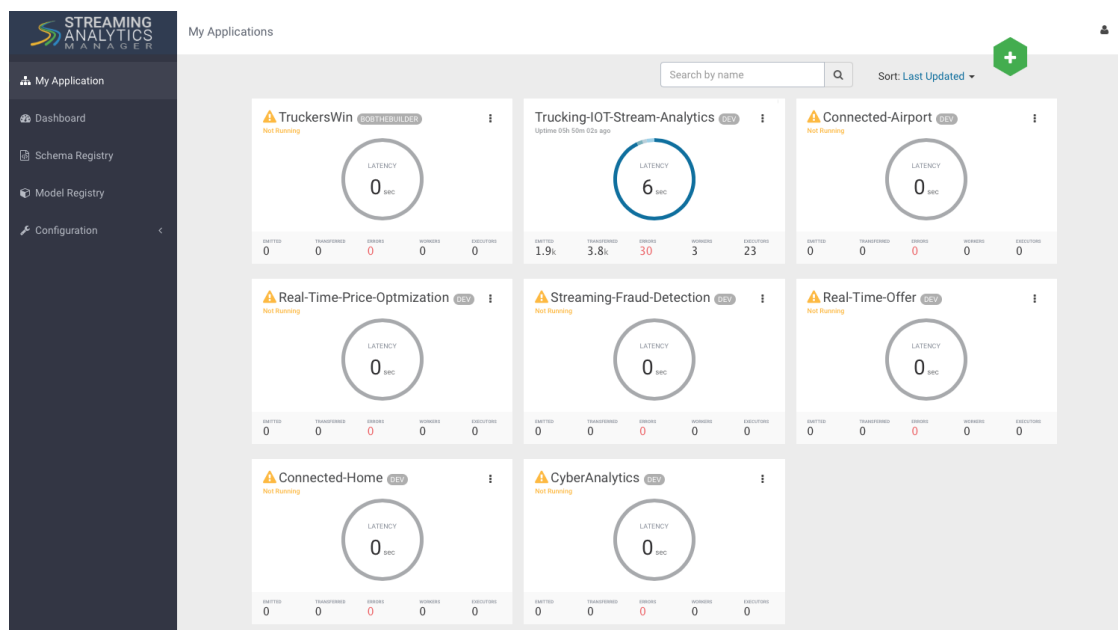 STREAMING
ANALYTICS
MANAGER
My Applications
My Application
Dashboard
Schema Registry
Model Registry
Configuration
Search by name
Sort: Last Updated
TruckersWin BOBTHEBUILDER
Not Running
LATENCY
0 sec
EMITTED TRANSFERRED ERRORS WORKERS EXECUTORS
0 0 0 0 0
Trucking-IOT-Stream-Analytics DEV
Uptime 05h 50m 02s ago
LATENCY
6 sec
EMITTED TRANSFERRED ERRORS WORKERS EXECUTORS
1.9k 3.8k 30 3 23
Connected-Airport DEV
Not Running
LATENCY
0 sec
EMITTED TRANSFERRED ERRORS WORKERS EXECUTORS
0 0 0 0 0
Real-Time-Price-Optmization DEV
Not Running
LATENCY
0 sec
EMITTED TRANSFERRED ERRORS WORKERS EXECUTORS
0 0 0 0 0
Streaming-Fraud-Detection DEV
Not Running
LATENCY
0 sec
EMITTED TRANSFERRED ERRORS WORKERS EXECUTORS
0 0 0 0 0
Real-Time-Offer DEV
Not Running
LATENCY
0 sec
EMITTED TRANSFERRED ERRORS WORKERS EXECUTORS
0 0 0 0 0
Connected-Home DEV
Not Running
LATENCY
0 sec
EMITTED TRANSFERRED ERRORS WORKERS EXECUTORS
0 0 0 0 0
CyberAnalytics DEV
Not Running
LATENCY
0 sec
EMITTED TRANSFERRED ERRORS WORKERS EXECUTORS
0 0 0 0 0